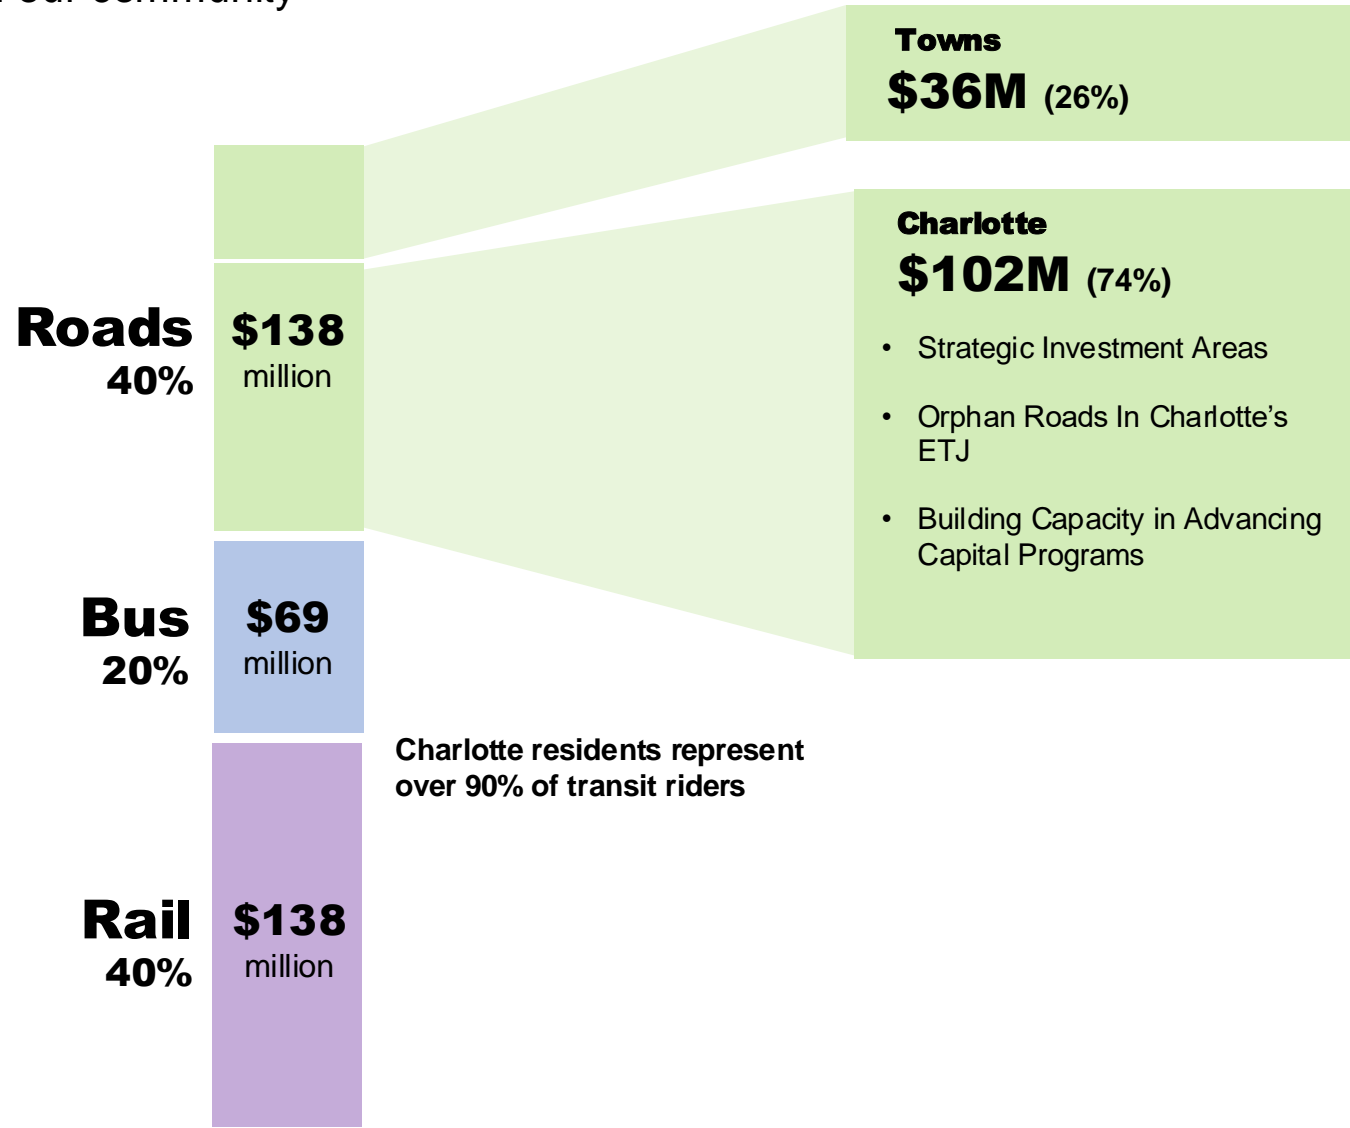 our community
Towns
$36M (26%)
Charlotte
$102M (74%)
• Strategic Investment Areas
• Orphan Roads In Charlotte's
ETJ
• Building Capacity in Advancing
Capital Programs
Roads
40%
$138
million
Bus
20%
$69
million
Charlotte residents represent
over 90% of transit riders
Rail
40%
$138
million